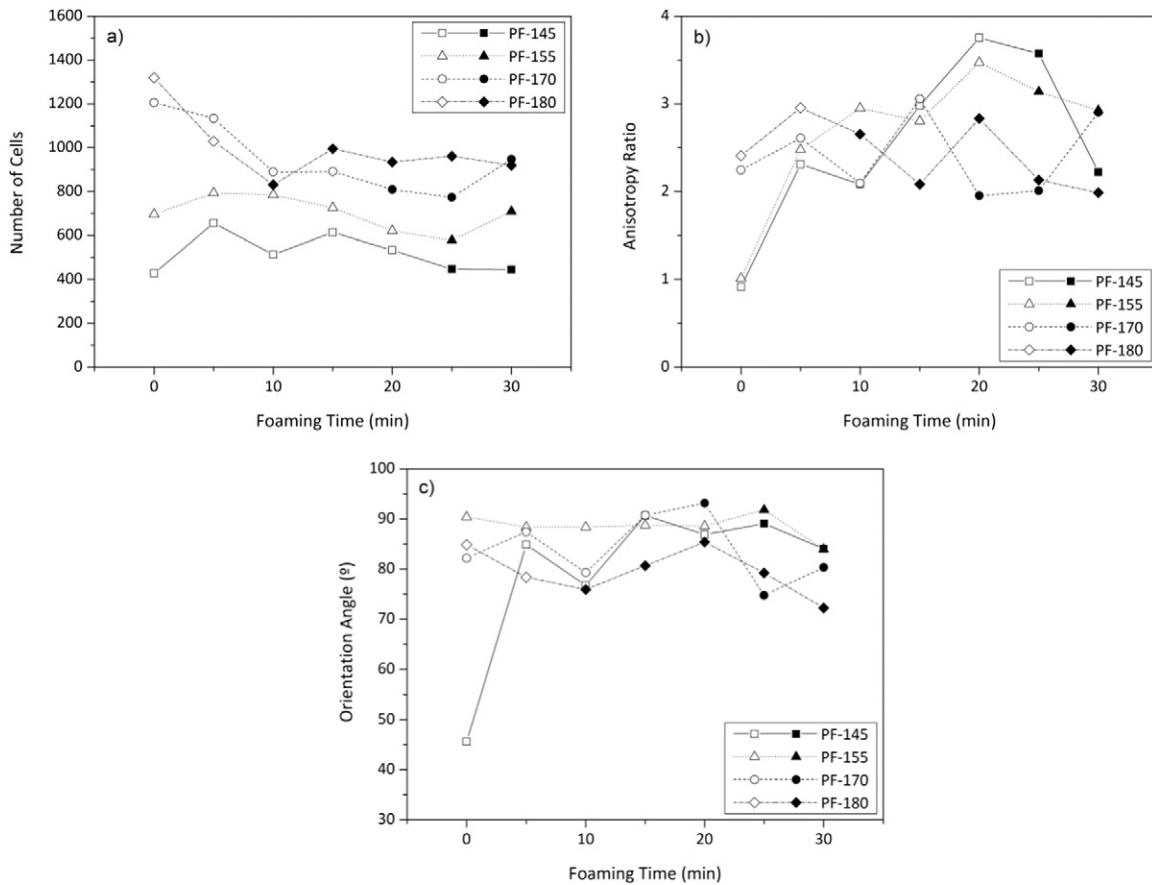 a)
1600
1400
1200
1000
800
600
400
200
0
Number of Cells
0 10 20 30
Foaming Time (min)
PF-145
PF-155
PF-170
PF-180
b)
4
3
2
1
0
Anisotropy Ratio
0 10 20 30
Foaming Time (min)
PF-145
PF-155
PF-170
PF-180
c)
100
90
80
70
60
50
40
30
Orientation Angle (º)
0 10 20 30
Foaming Time (min)
PF-145
PF-155
PF-170
PF-180